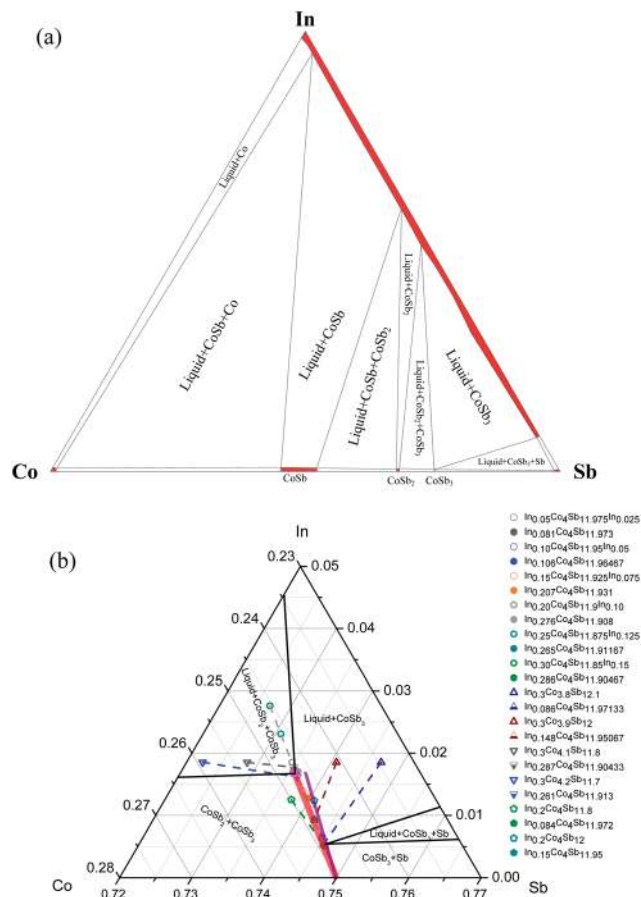 (a)
In
Liquid+Co
Liquid+CoSb+Co
Liquid+CoSb
Liquid+CoSb+CoSb2
Liquid+CoSb2
Liquid+CoSb2+CoSb3
Liquid+CoSb3
Liquid+CoSb3+Sb
Co
Sb
CoSb
CoSb2
CoSb3
(b)
In
0.23
0.05
0.24
0.04
0.25
0.03
0.26
0.02
0.27
0.01
0.28
0.00
Liquid+CoSb2+CoSb3
Liquid+CoSb3
CoSb2+CoSb3
Liquid+CoSb3+Sb
CoSb3+Sb
Co
Sb
0.72
0.73
0.74
0.75
0.76
0.77
In0.05Co4Sb11.975In0.025
In0.081Co4Sb11.973
In0.10Co4Sb11.95In0.05
In0.106Co4Sb11.96467
In0.15Co4Sb11.925In0.075
In0.207Co4Sb11.931
In0.20Co4Sb11.9In0.10
In0.276Co4Sb11.908
In0.25Co4Sb11.875In0.125
In0.265Co4Sb11.91167
In0.30Co4Sb11.85In0.15
In0.286Co4Sb11.90467
In0.3Co3.8Sb12.1
In0.086Co4Sb11.97133
In0.3Co3.9Sb12
In0.148Co4Sb11.95067
In0.3Co4.1Sb11.8
In0.287Co4Sb11.90433
In0.3Co4.2Sb11.7
In0.261Co4Sb11.913
In0.2Co4Sb11.8
In0.084Co4Sb11.972
In0.2Co4Sb12
In0.15Co4Sb11.95